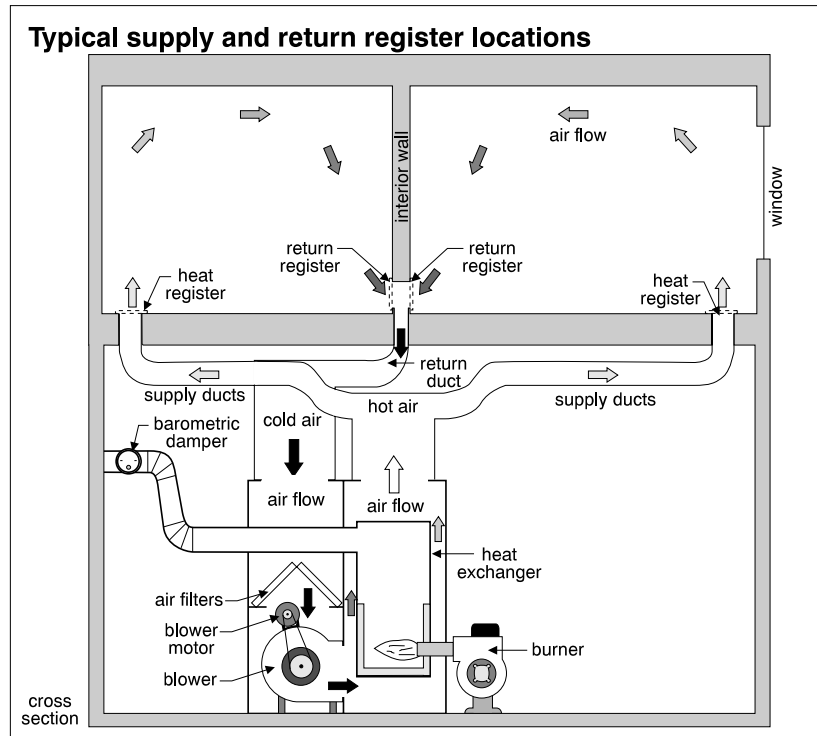 Typical supply and return register locations
air flow
interior wall
window
return
register
return
register
heat
register
heat
register
return
duct
supply ducts
hot air
supply ducts
barometric
damper
cold air
air flow
air flow
heat
exchanger
air filters
blower
motor
burner
blower
cross
section